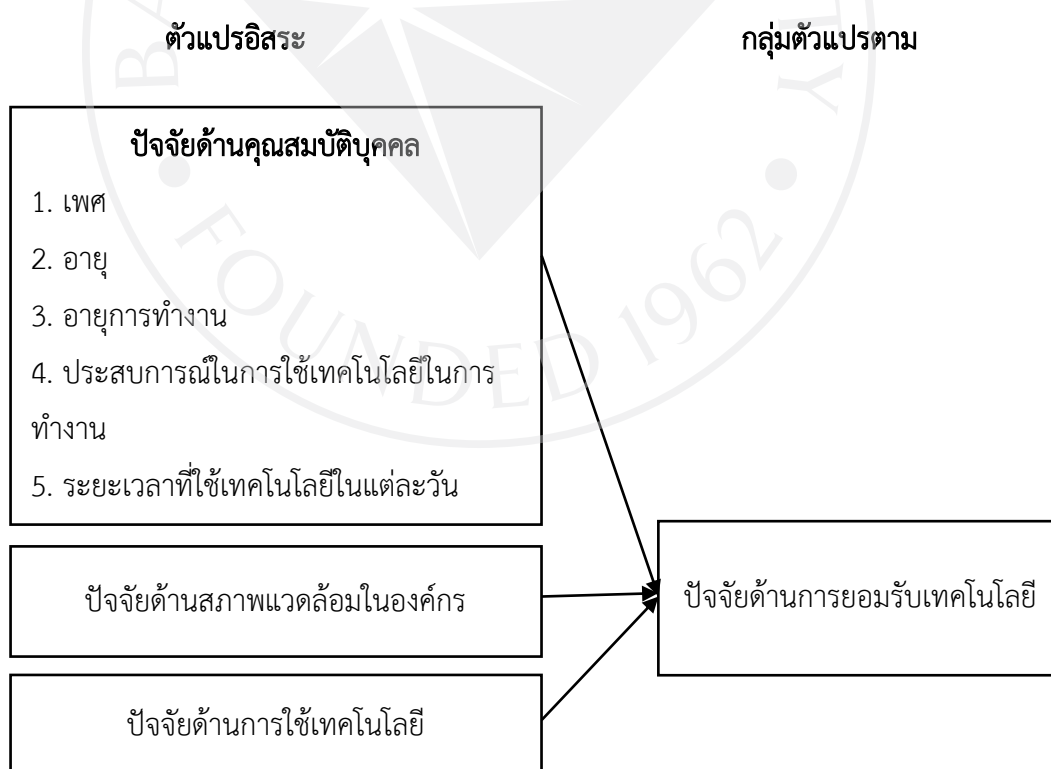 ตัวแปรอิสระ
กลุ่มตัวแปรตาม
ปัจจัยด้านคุณสมบัติบุคคล
1. เพศ
2. อายุ
3. อายุการทำงาน
4. ประสบการณ์ในการใช้เทคโนโลยีในการ
ทำงาน
5. ระยะเวลาที่ใช้เทคโนโลยีในแต่ละวัน
ปัจจัยด้านสภาพแวดล้อมในองค์กร
ปัจจัยด้านการใช้เทคโนโลยี
ปัจจัยด้านการยอมรับเทคโนโลยี
FOUNDED 1962